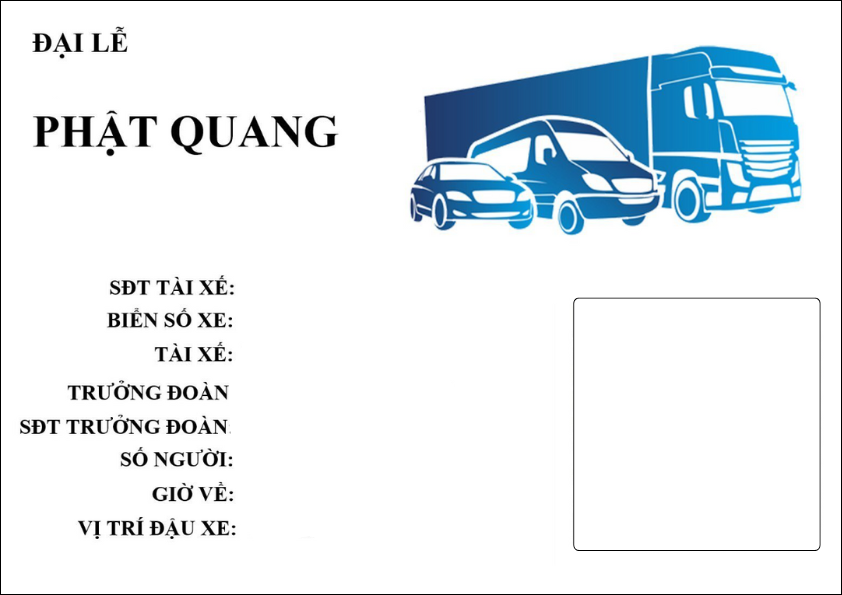 ĐẠI LỄ
PHẬT QUANG
SĐT TÀI XẾ:
BIỂN SỐ XE:
TÀI XẾ:
TRƯỞNG ĐOÀN
SĐT TRƯỞNG ĐOÀN:
SỐ NGƯỜI:
GIỜ VỀ:
VỊ TRÍ ĐẬU XE: